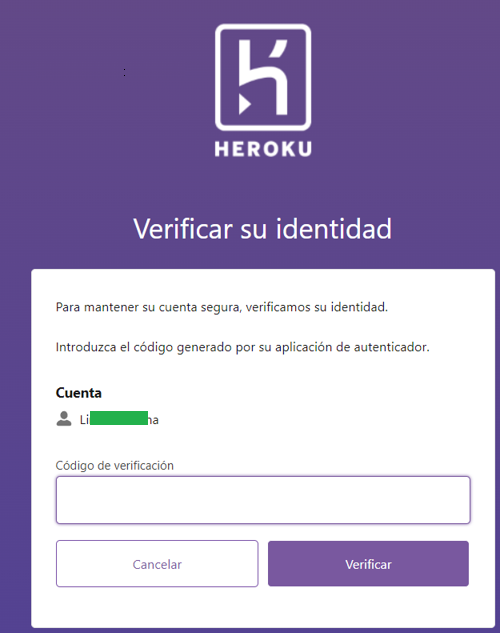 HEROKU
Verificar su identidad
Para mantener su cuenta segura, verificamos su identidad.
Introduzca el código generado por su aplicación de autenticador.
Cuenta
Li na
Código de verificación
Cancelar
Verificar